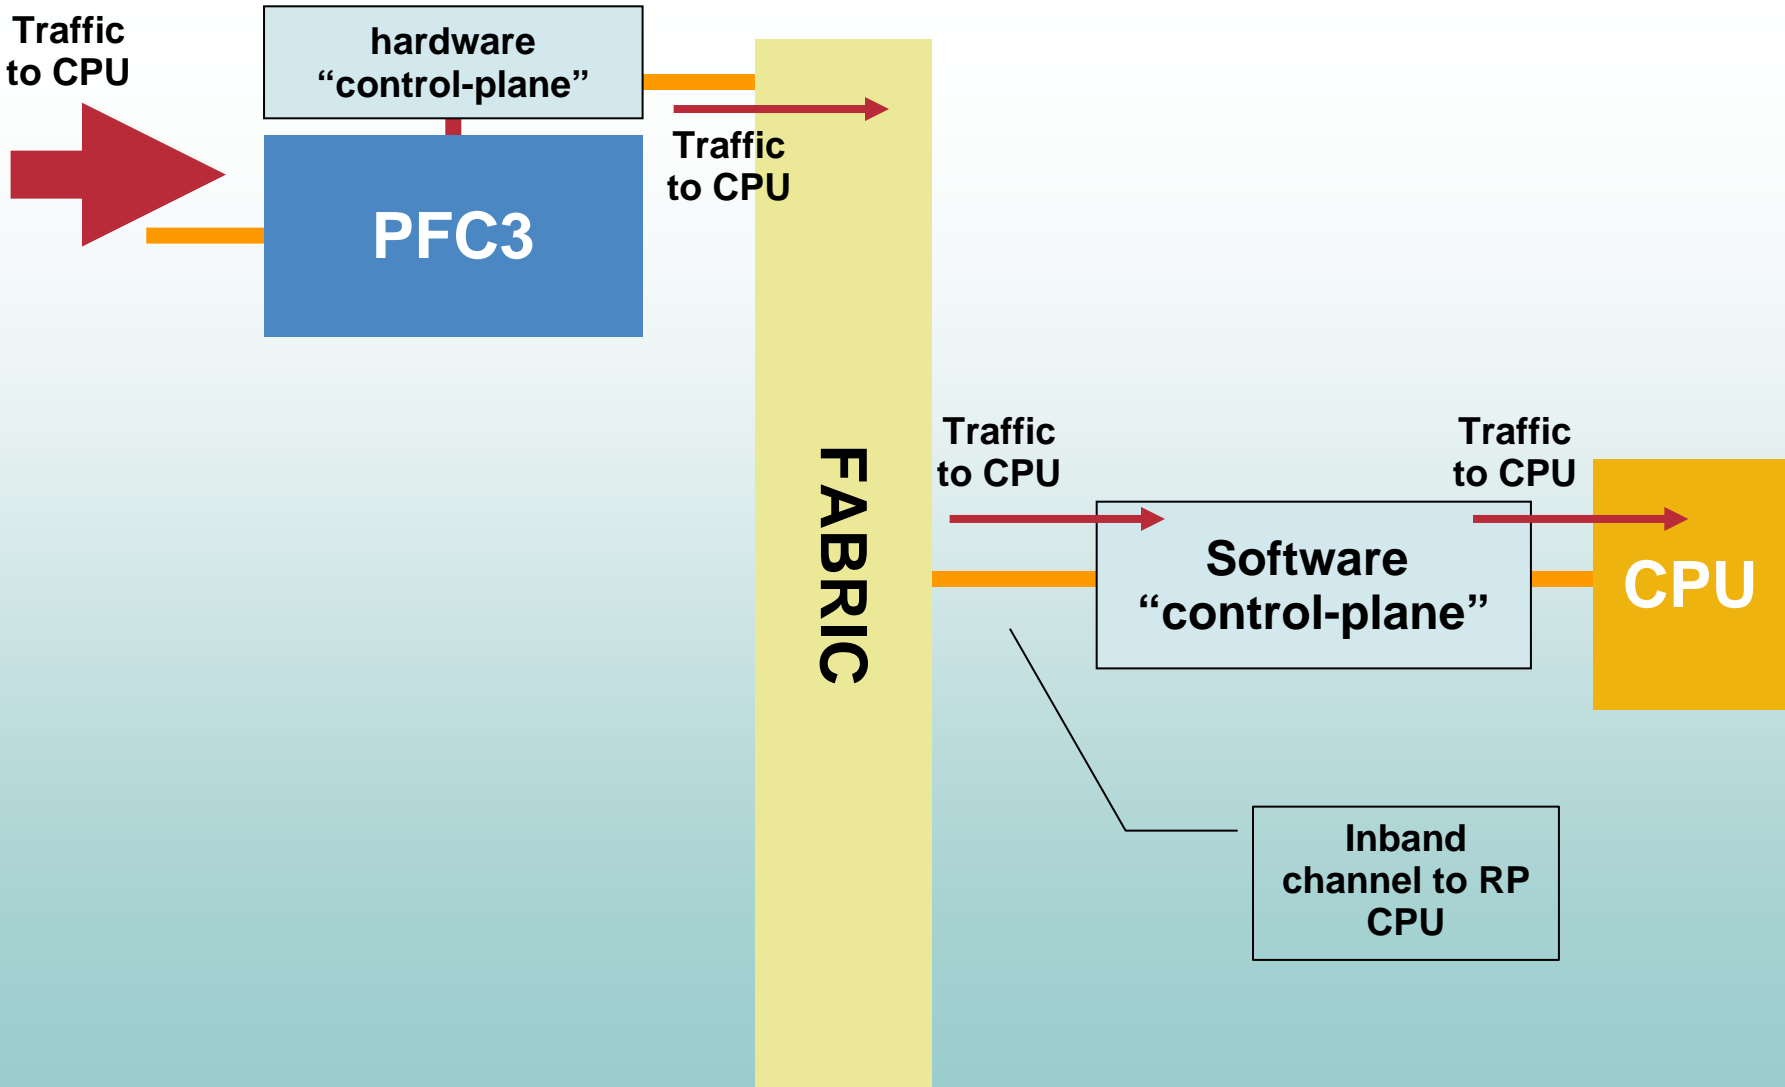 Traffic
to CPU
hardware
“control-plane”
PFC3
Traffic
to CPU
FABRIC
Traffic
to CPU
Traffic
to CPU
Software
“control-plane”
CPU
Inband
channel to RP
CPU